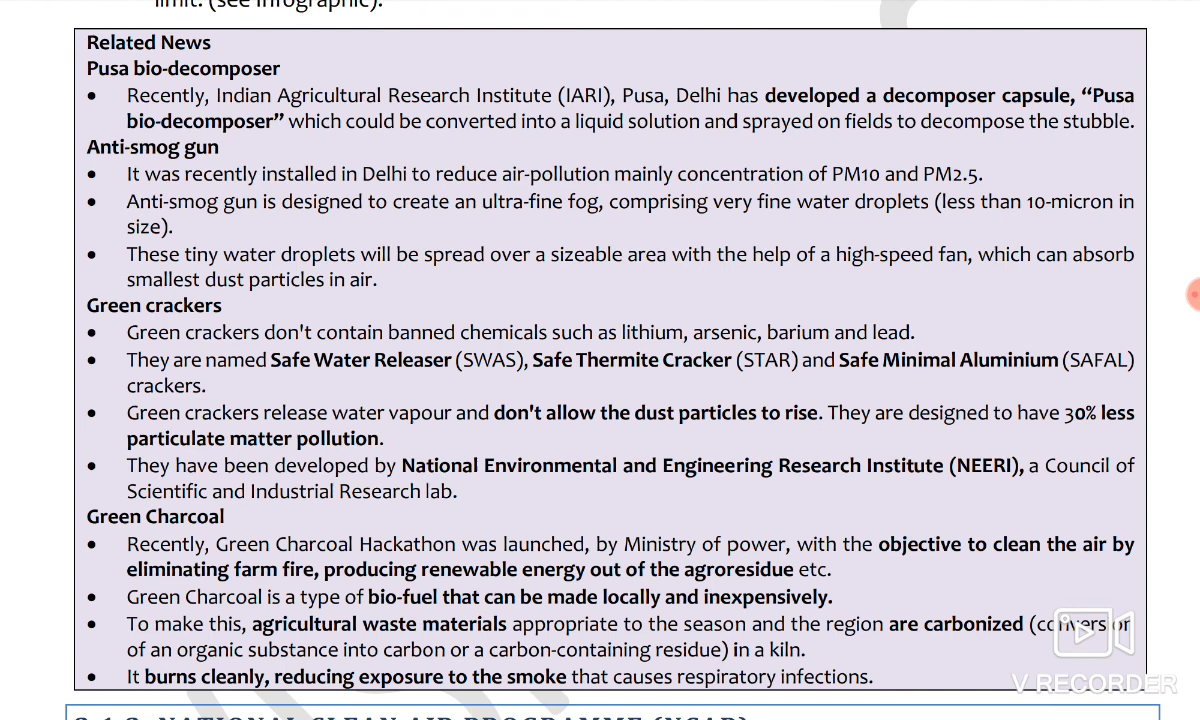 limit. (see infographic).
Related News
Pusa bio-decomposer
• Recently, Indian Agricultural Research Institute (IARI), Pusa, Delhi has developed a decomposer capsule, “Pusa
bio-decomposer” which could be converted into a liquid solution and sprayed on fields to decompose the stubble.
Anti-smog gun
• It was recently installed in Delhi to reduce air-pollution mainly concentration of PM10 and PM2.5.
• Anti-smog gun is designed to create an ultra-fine fog, comprising very fine water droplets (less than 10-micron in
size).
• These tiny water droplets will be spread over a sizeable area with the help of a high-speed fan, which can absorb
smallest dust particles in air.
Green crackers
• Green crackers don't contain banned chemicals such as lithium, arsenic, barium and lead.
• They are named Safe Water Releaser (SWAS), Safe Thermite Cracker (STAR) and Safe Minimal Aluminium (SAFAL)
crackers.
• Green crackers release water vapour and don't allow the dust particles to rise. They are designed to have 30% less
particulate matter pollution.
• They have been developed by National Environmental and Engineering Research Institute (NEERI), a Council of
Scientific and Industrial Research lab.
Green Charcoal
• Recently, Green Charcoal Hackathon was launched, by Ministry of power, with the objective to clean the air by
eliminating farm fire, producing renewable energy out of the agroresidue etc.
• Green Charcoal is a type of bio-fuel that can be made locally and inexpensively.
• To make this, agricultural waste materials appropriate to the season and the region are carbonized (conversion
of an organic substance into carbon or a carbon-containing residue) in a kiln.
• It burns cleanly, reducing exposure to the smoke that causes respiratory infections.
V RECORDER
NATIONAL CLEAN AIR PROGRAMME (NCAP)